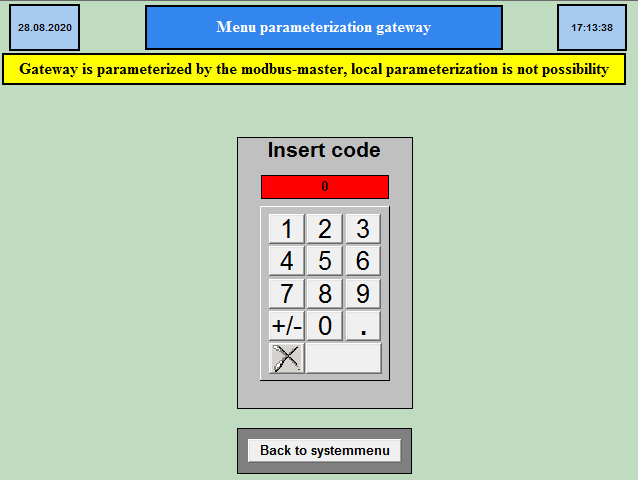 28.08.2020 Menu parameterization gateway 17:13:38
Gateway is parameterized by the modbus-master, local parameterization is not possibility
Insert code
0
1 2 3
4 5 6
7 8 9
+/- 0 .
Back to systemmenu